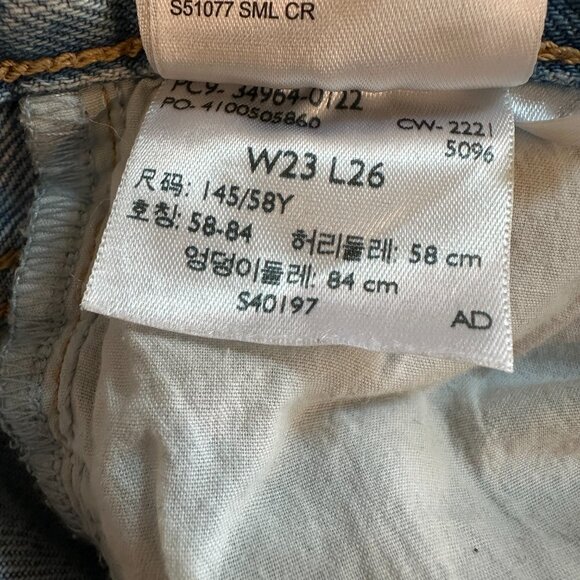 S51077 SML CR
PC9- 34964-0122
PO-4100505860
CW-2221
5096
W23 L26
尺码: 145/58Y
호칭: 58-84 허리둘레: 58 cm
엉덩이둘레: 84 cm
S40197
AD